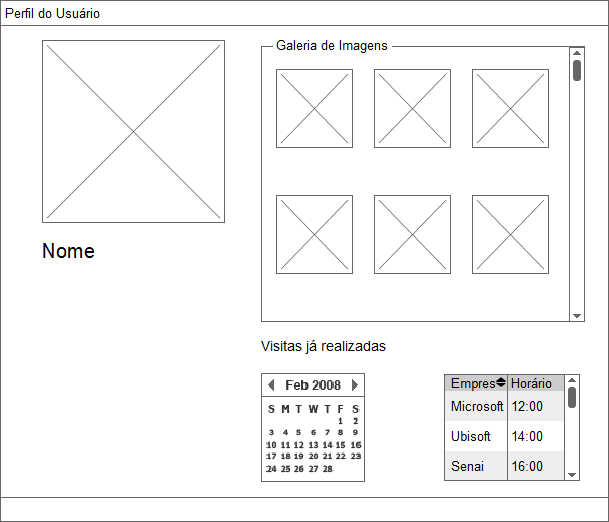 Perfil do Usuário
Galeria de Imagens
Nome
Visitas já realizadas
Feb 2008
S M T W T F S
1 2
3 4 5 6 7 8 9
10 11 12 13 14 15 16
17 18 19 20 21 22 23
24 25 26 27 28
Empres Horário
Microsoft 12:00
Ubisoft 14:00
Senai 16:00